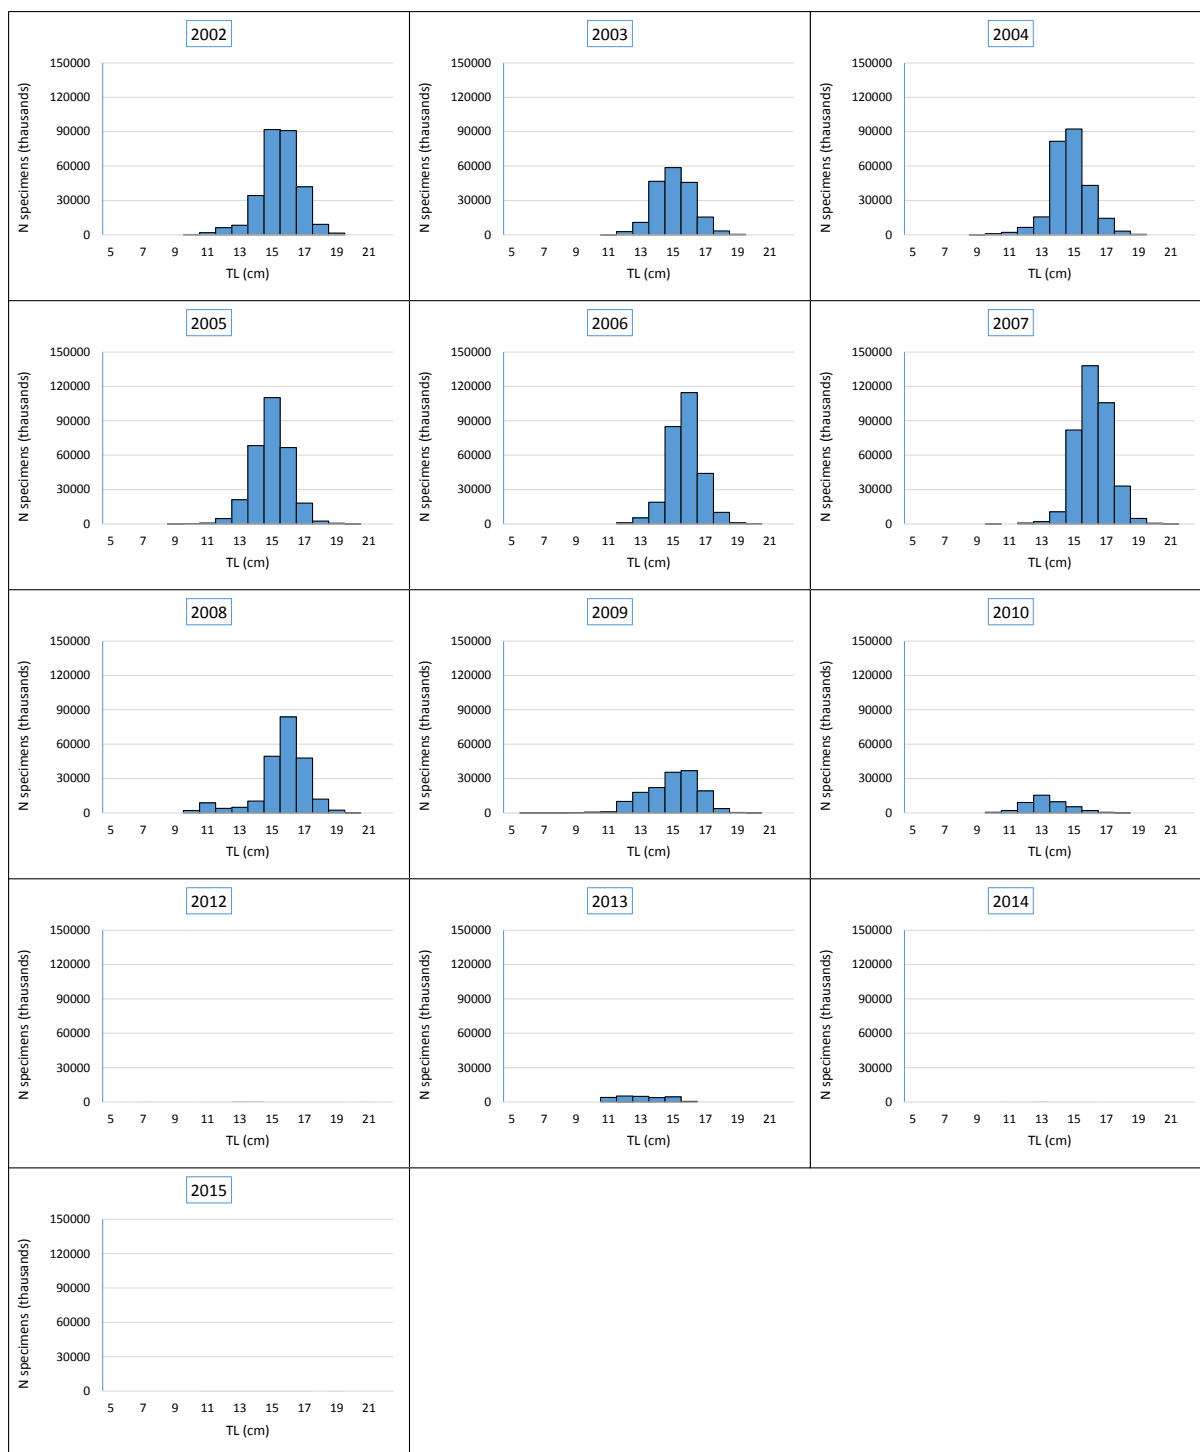 2002
N specimens (thousands)
150000
120000
90000
60000
30000
0
5 7 9 11 13 15 17 19 21
TL (cm)
2003
N specimens (thousands)
150000
120000
90000
60000
30000
0
5 7 9 11 13 15 17 19 21
TL (cm)
2004
N specimens (thousands)
150000
120000
90000
60000
30000
0
5 7 9 11 13 15 17 19 21
TL (cm)
2005
N specimens (thousands)
150000
120000
90000
60000
30000
0
5 7 9 11 13 15 17 19 21
TL (cm)
2006
N specimens (thousands)
150000
120000
90000
60000
30000
0
5 7 9 11 13 15 17 19 21
TL (cm)
2007
N specimens (thousands)
150000
120000
90000
60000
30000
0
5 7 9 11 13 15 17 19 21
TL (cm)
2008
N specimens (thousands)
150000
120000
90000
60000
30000
0
5 7 9 11 13 15 17 19 21
TL (cm)
2009
N specimens (thousands)
150000
120000
90000
60000
30000
0
5 7 9 11 13 15 17 19 21
TL (cm)
2010
N specimens (thousands)
150000
120000
90000
60000
30000
0
5 7 9 11 13 15 17 19 21
TL (cm)
2012
N specimens (thousands)
150000
120000
90000
60000
30000
0
5 7 9 11 13 15 17 19 21
TL (cm)
2013
N specimens (thousands)
150000
120000
90000
60000
30000
0
5 7 9 11 13 15 17 19 21
TL (cm)
2014
N specimens (thousands)
150000
120000
90000
60000
30000
0
5 7 9 11 13 15 17 19 21
TL (cm)
2015
N specimens (thousands)
150000
120000
90000
60000
30000
0
5 7 9 11 13 15 17 19 21
TL (cm)